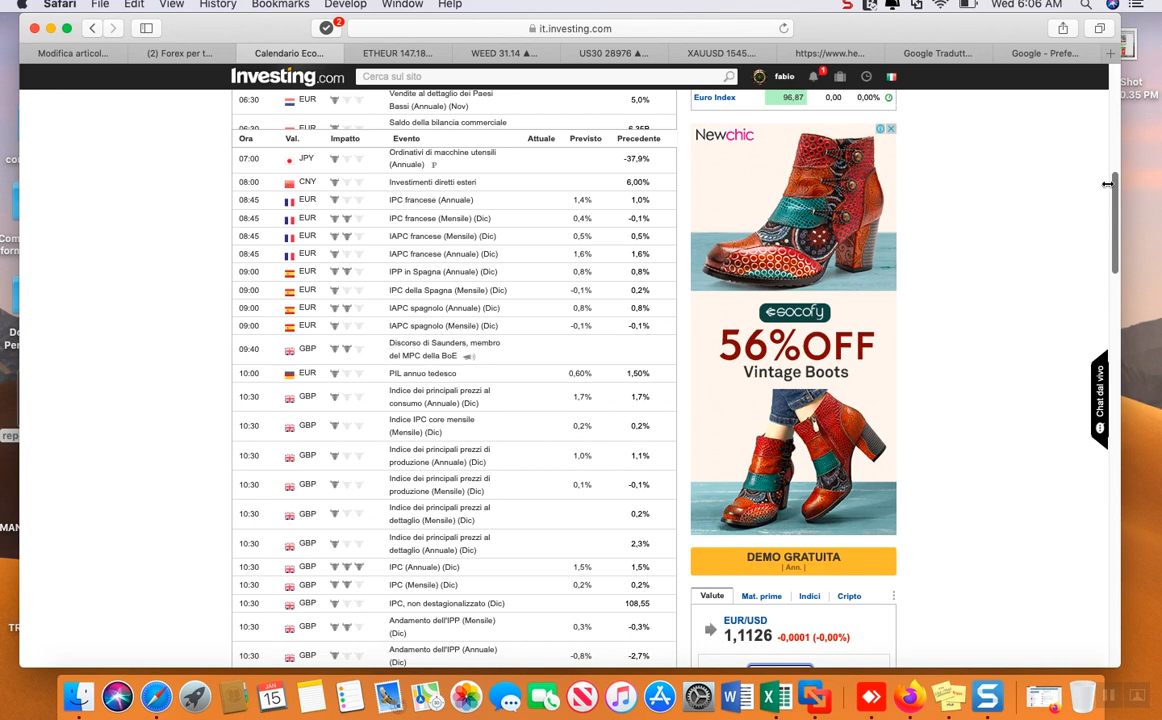 Safari File Edit View History Bookmarks Develop Window Help Wed 6:06 AM
2 it.investing.com
Modifica articol... (2) Forex per t... Calendario Eco... ETHEUR 147.18... WEED 31.14 ▲... US30 28976 ▲... XAUUSD 1545.... https://www.he... Google Tradutt... Google - Prefe...
Investing.com Cerca sul sito fabio 1
Shot
0.35 PM
Euro Index 96,87 0,00 0,00%
06:30 EUR Vendite al dettaglio dei Paesi
Bassi (Annuale) (Nov) 5,0%
06:30 EUR Saldo della bilancia commerciale 6,35B
Ora Val. Impatto Evento Attuale Previsto Precedente
07:00 JPY Ordinativi di macchine utensili
(Annuale) P -37,9%
08:00 CNY Investimenti diretti esteri 6,00%
08:45 EUR IPC francese (Annuale) 1,4% 1,0%
08:45 EUR IPC francese (Mensile) (Dic) 0,4% -0,1%
08:45 EUR IAPC francese (Mensile) (Dic) 0,5% 0,5%
08:45 EUR IAPC francese (Annuale) (Dic) 1,6% 1,6%
09:00 EUR IPP in Spagna (Annuale) (Dic) 0,8% 0,8%
09:00 EUR IPC della Spagna (Mensile) (Dic) -0,1% 0,2%
09:00 EUR IAPC spagnolo (Annuale) (Dic) 0,8% 0,8%
09:00 EUR IAPC spagnolo (Mensile) (Dic) -0,1% -0,1%
09:40 GBP Discorso di Saunders, membro
del MPC della BoE
10:00 EUR PIL annuo tedesco 0,60% 1,50%
10:30 GBP Indice dei principali prezzi al
consumo (Annuale) (Dic) 1,7% 1,7%
10:30 GBP Indice IPC core mensile
(Mensile) (Dic) 0,2% 0,2%
10:30 GBP Indice dei principali prezzi di
produzione (Annuale) (Dic) 1,0% 1,1%
10:30 GBP Indice dei principali prezzi di
produzione (Mensile) (Dic) 0,1% -0,1%
10:30 GBP Indice dei principali prezzi al
dettaglio (Mensile) (Dic) 0,2%
10:30 GBP Indice dei principali prezzi al
dettaglio (Annuale) (Dic) 2,3%
10:30 GBP IPC (Annuale) (Dic) 1,5% 1,5%
10:30 GBP IPC (Mensile) (Dic) 0,2% 0,2%
10:30 GBP IPC, non destagionalizzato (Dic) 108,55
10:30 GBP Andamento dell'IPP (Mensile)
(Dic) 0,3% -0,3%
10:30 GBP Andamento dell'IPP (Annuale)
(Dic) -0,8% -2,7%
Newchic
socofy
56%OFF
Vintage Boots
DEMO GRATUITA
| Ann. |
Valute Mat. prime Indici Cripto
EUR/USD
1,1126 -0,0001 (-0,00%)
Chat dal vivo
JAN
15